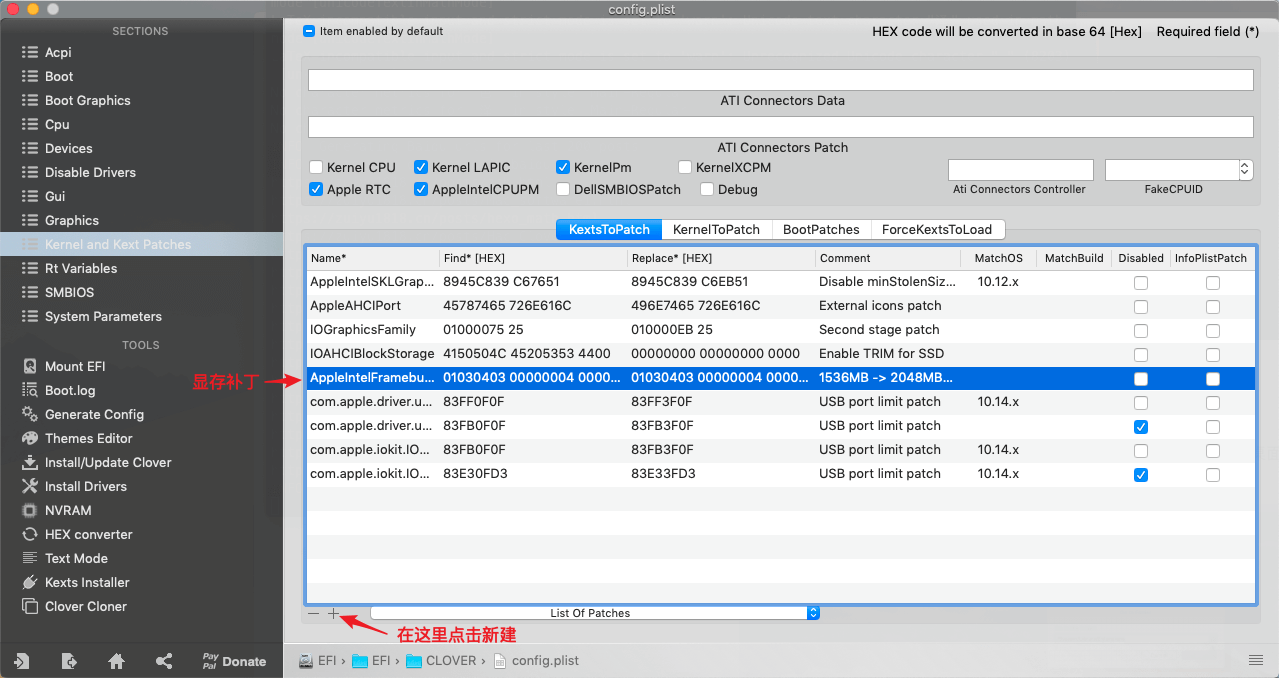 config.plist
SECTIONS
Acpi
Boot
Boot Graphics
Cpu
Devices
Disable Drivers
Gui
Graphics
Kernel and Kext Patches
Rt Variables
SMBIOS
System Parameters
TOOLS
Mount EFI
Boot.log
Generate Config
Themes Editor
Install/Update Clover
Install Drivers
NVRAM
HEX converter
Text Mode
Kexts Installer
Clover Cloner
Pay Pal Donate
Item enabled by default HEX code will be converted in base 64 [Hex] Required field (*)
ATI Connectors Data
ATI Connectors Patch
Kernel CPU Kernel LAPIC KernelPm KernelXCPM
Apple RTC AppleIntelCPUPM DellSMBIOSPatch Debug Ati Connectors Controller FakeCPUID
KextsToPatch KernelToPatch BootPatches ForceKextsToLoad
Name* Find* [HEX] Replace* [HEX] Comment MatchOS MatchBuild Disabled InfoPlistPatch
AppleIntelSKLGrap... 8945C839 C67651 8945C839 C6EB51 Disable minStolenSiz... 10.12.x
AppleAHCIPort 45787465 726E616C 496E7465 726E616C External icons patch
IOGraphicsFamily 01000075 25 010000EB 25 Second stage patch
IOAHCIBlockStorage 4150504C 45205353 4400 00000000 00000000 0000 Enable TRIM for SSD
显存补丁 AppleIntelFramebu... 01030403 00000004 0000... 01030403 00000004 0000... 1536MB -> 2048MB...
com.apple.driver.u... 83FF0F0F 83FF3F0F USB port limit patch 10.14.x
com.apple.driver.u... 83FB0F0F 83FB3F0F USB port limit patch
com.apple.iokit.IO... 83FB0F0F 83FB3F0F USB port limit patch 10.14.x
com.apple.iokit.IO... 83E30FD3 83E33FD3 USB port limit patch 10.14.x
List Of Patches
在这里点击新建
EFI › EFI › CLOVER › config.plist